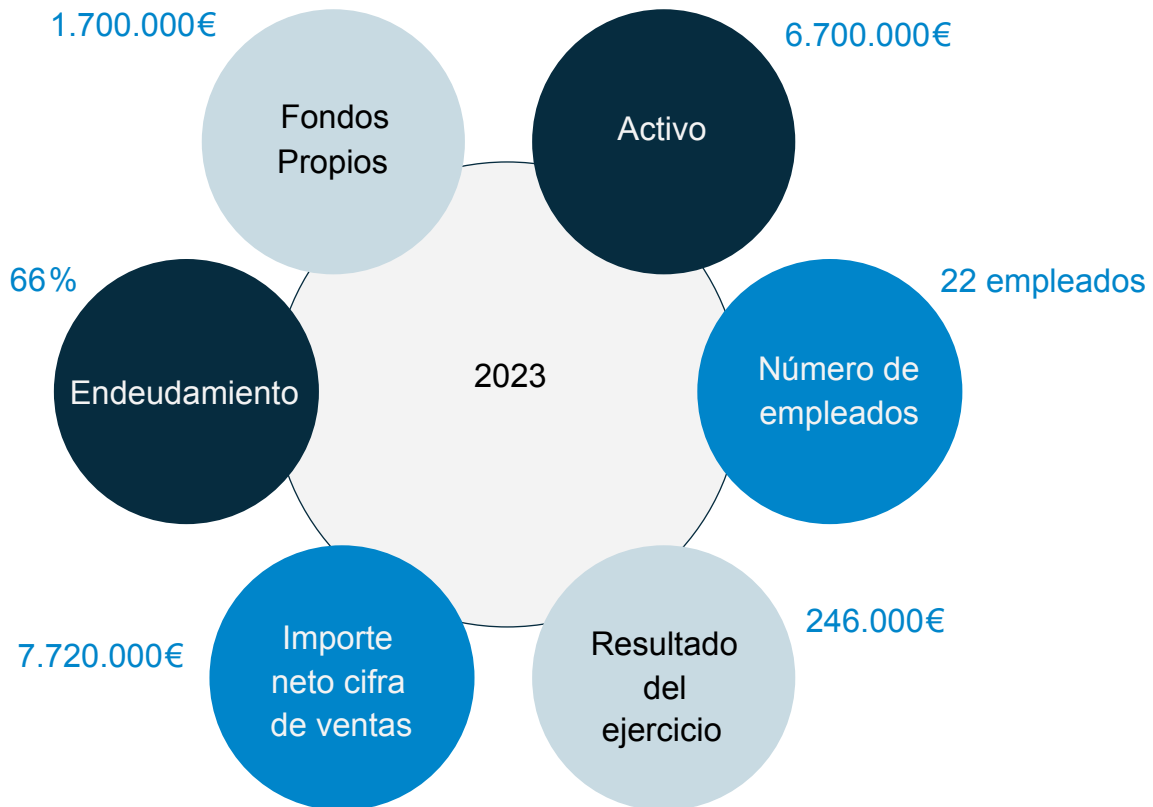 1.700.000€
6.700.000€
Fondos
Propios
Activo
66%
22 empleados
Endeudamiento
2023
Número de
empleados
7.720.000€
Importe
neto cifra
de ventas
Resultado
del
ejercicio
246.000€